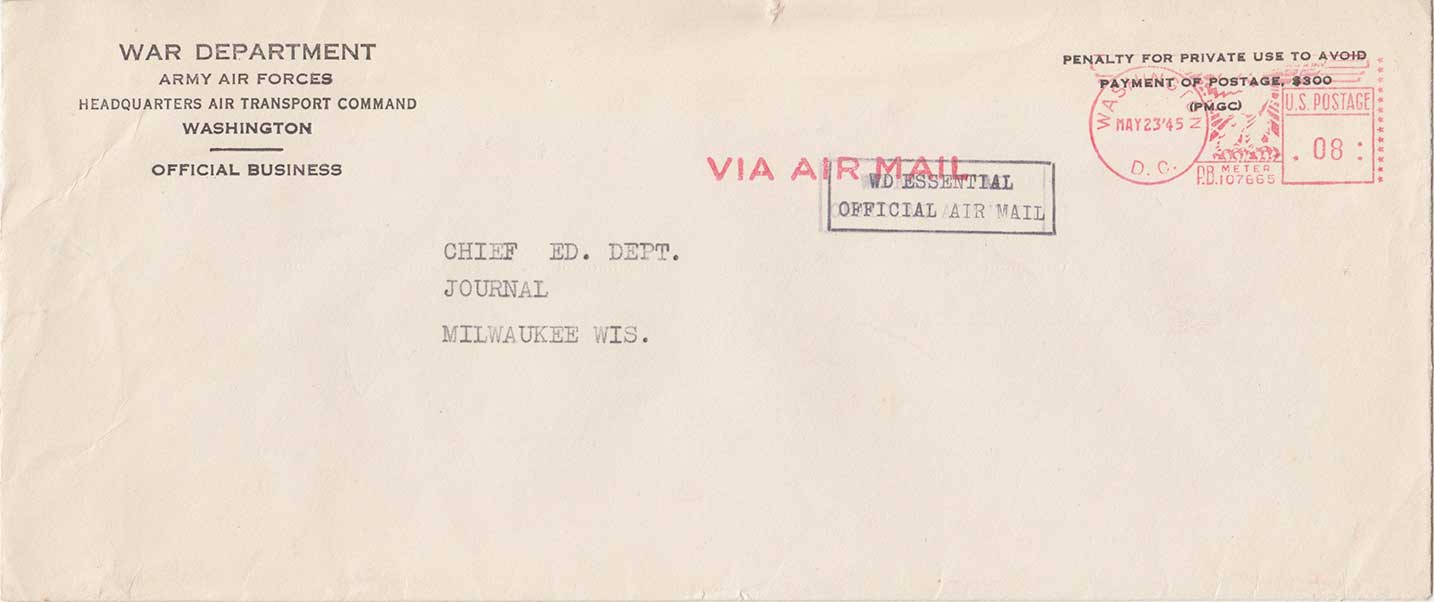 WAR DEPARTMENT
ARMY AIR FORCES
HEADQUARTERS AIR TRANSPORT COMMAND
WASHINGTON
OFFICIAL BUSINESS
PENALTY FOR PRIVATE USE TO AVOID
PAYMENT OF POSTAGE, $300
(PMGC)
WASHINGTON
MAY23'45
D.C.
U.S. POSTAGE
08
METER
P.B.107665
VIA AIR MAIL
WD ESSENTIAL
OFFICIAL AIR MAIL
CHIEF ED. DEPT.
JOURNAL
MILWAUKEE WIS.